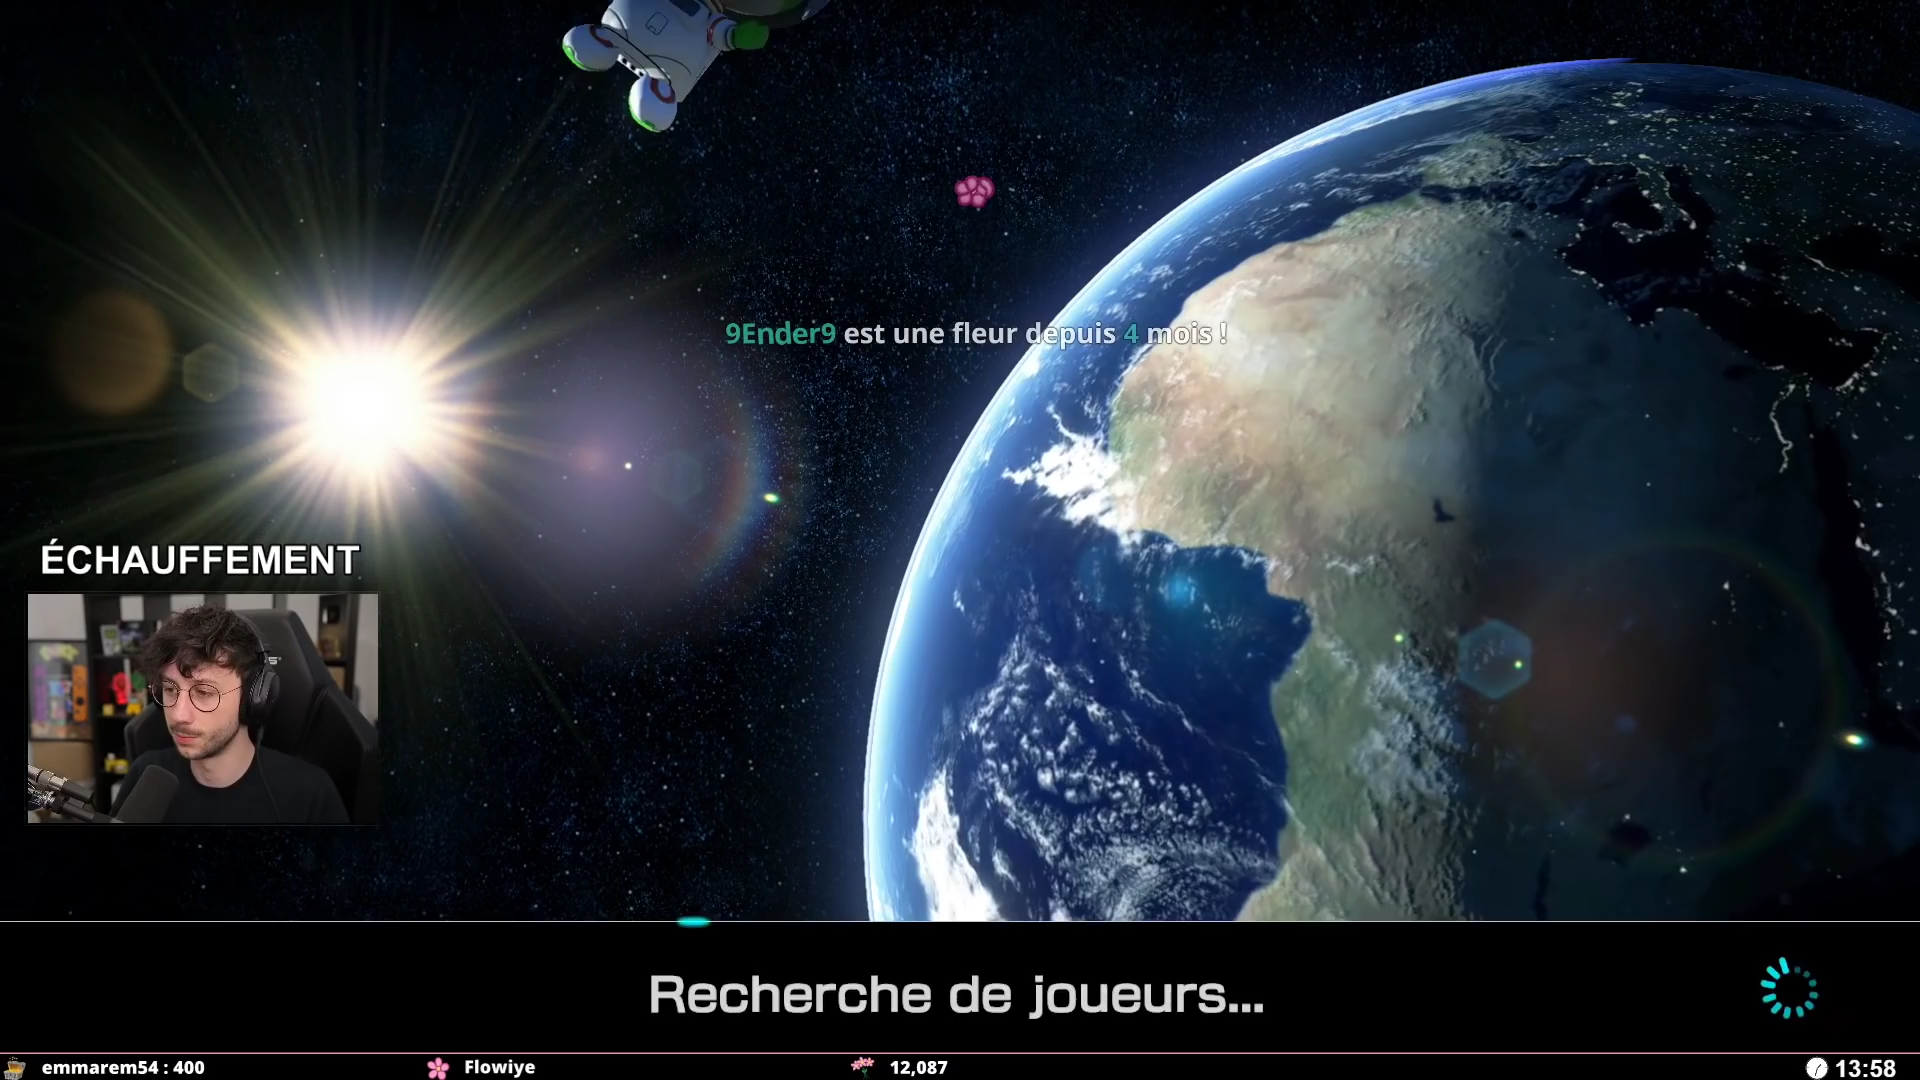 9Ender9 est une fleur depuis 4 mois !
ÉCHAUFFEMENT
Recherche de joueurs...
emmarem54 : 400
Flowiye
12,087
13:58